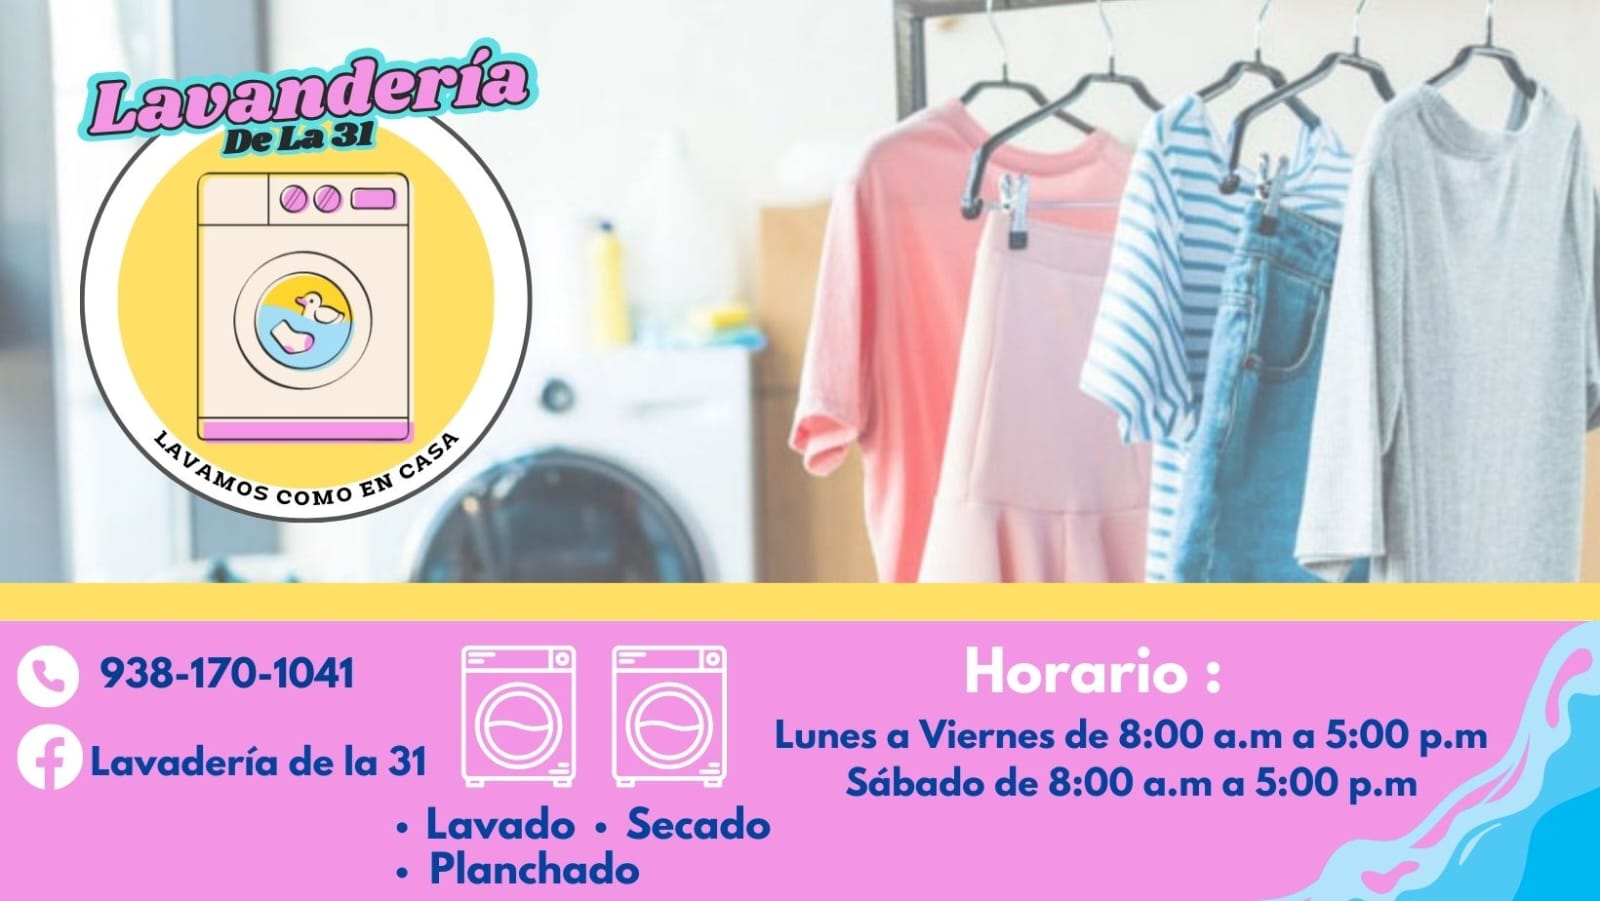 Lavandería
De La 31
LAVAMOS COMO EN CASA
938-170-1041
Lavadería de la 31
• Lavado • Secado
• Planchado
Horario :
Lunes a Viernes de 8:00 a.m a 5:00 p.m
Sábado de 8:00 a.m a 5:00 p.m